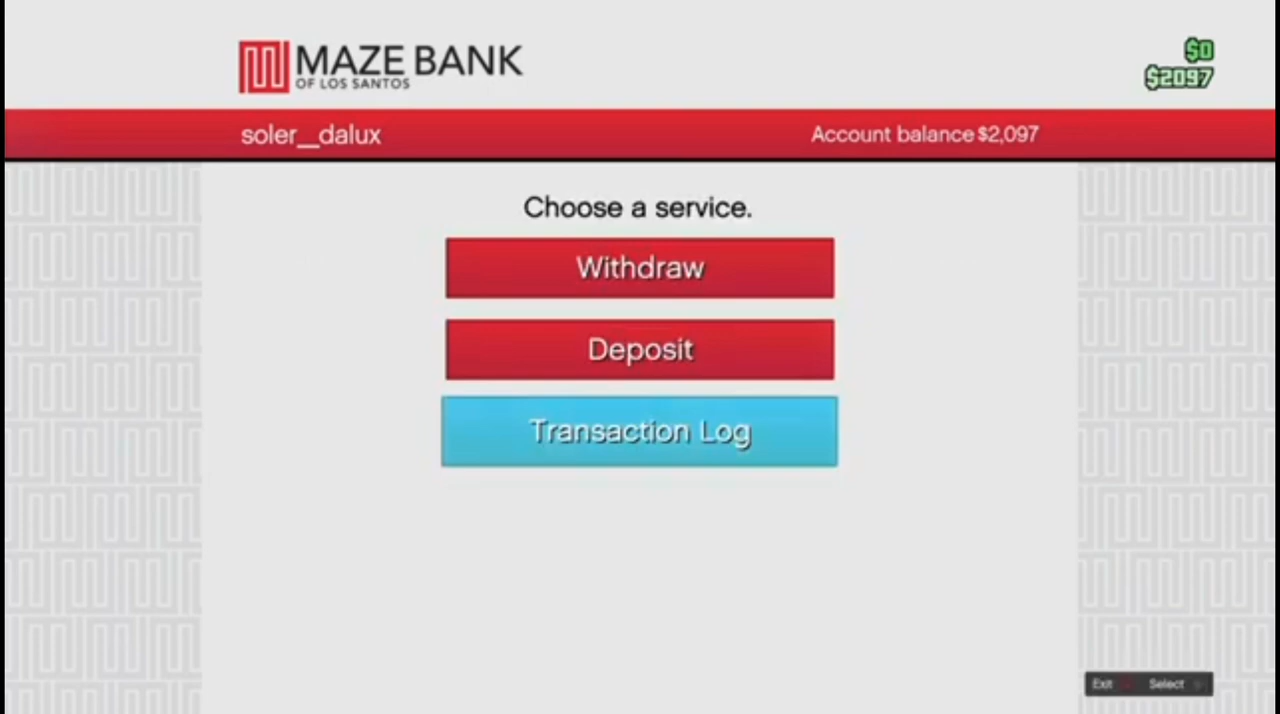 MAZE BANK
OF LOS SANTOS
$0
$2097
soler__dalux
Account balance $2,097
Choose a service.
Withdraw
Deposit
Transaction Log
Exit
Select